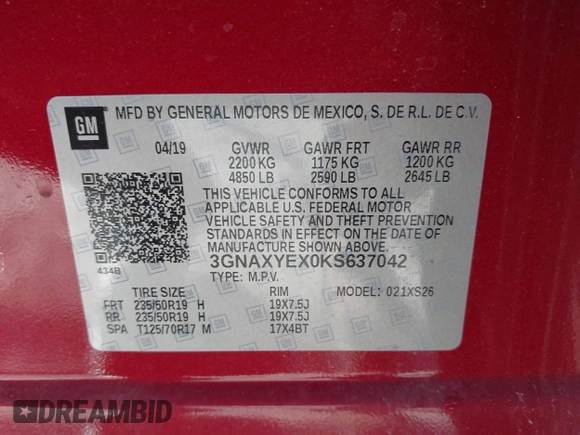 GM
MFD BY GENERAL MOTORS DE MEXICO, S. DE R.L. DE C.V.
04/19 GVWR GAWR FRT GAWR RR
2200 KG 1175 KG 1200 KG
4850 LB 2590 LB 2645 LB
THIS VEHICLE CONFORMS TO ALL
APPLICABLE U.S. FEDERAL MOTOR
VEHICLE SAFETY AND THEFT PREVENTION
STANDARDS IN EFFECT ON THE DATE OF
MANUFACTURE SHOWN ABOVE.
434B
3GNAXYEX0KS637042
TYPE: M.P.V. MODEL: 021XS26
TIRE SIZE RIM
FRT 235/50R19 H 19X7.5J
RR 235/50R19 H 19X7.5J
SPA T125/70R17 M 17X4BT
DREAMBID